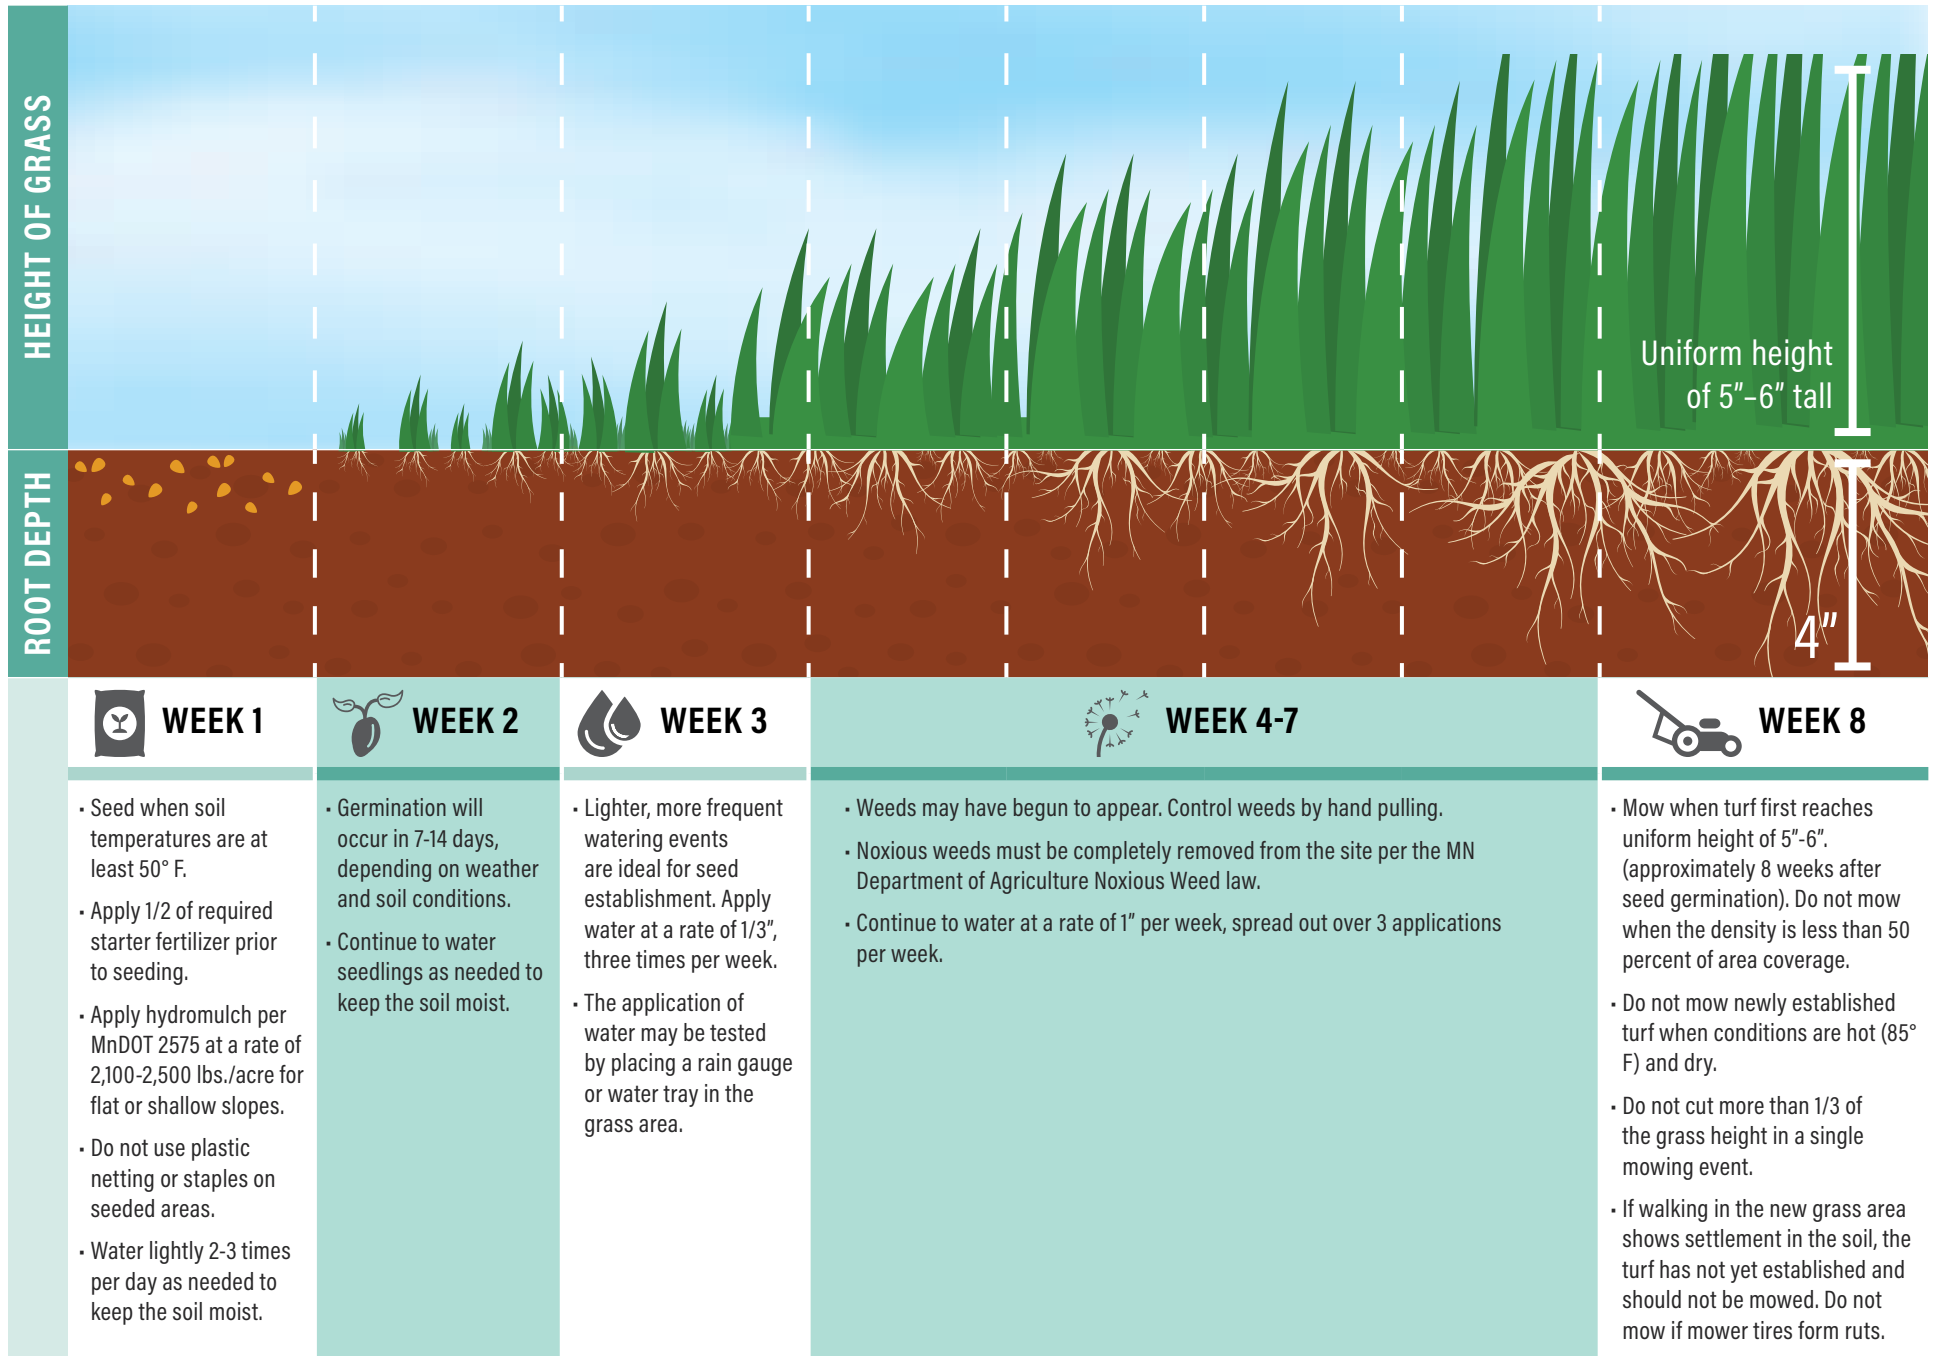 HEIGHT OF GRASS
ROOT DEPTH
Uniform height
of 5"–6" tall
4"
WEEK 1
· Seed when soil
temperatures are at
least 50° F.
· Apply 1/2 of required
starter fertilizer prior
to seeding.
· Apply hydromulch per
MnDOT 2575 at a rate of
2,100-2,500 lbs./acre for
flat or shallow slopes.
· Do not use plastic
netting or staples on
seeded areas.
· Water lightly 2-3 times
per day as needed to
keep the soil moist.
WEEK 2
· Germination will
occur in 7-14 days,
depending on weather
and soil conditions.
· Continue to water
seedlings as needed to
keep the soil moist.
WEEK 3
· Lighter, more frequent
watering events
are ideal for seed
establishment. Apply
water at a rate of 1/3",
three times per week.
· The application of
water may be tested
by placing a rain gauge
or water tray in the
grass area.
WEEK 4-7
· Weeds may have begun to appear. Control weeds by hand pulling.
· Noxious weeds must be completely removed from the site per the MN
Department of Agriculture Noxious Weed law.
· Continue to water at a rate of 1" per week, spread out over 3 applications
per week.
WEEK 8
· Mow when turf first reaches
uniform height of 5"-6".
(approximately 8 weeks after
seed germination). Do not mow
when the density is less than 50
percent of area coverage.
· Do not mow newly established
turf when conditions are hot (85°
F) and dry.
· Do not cut more than 1/3 of
the grass height in a single
mowing event.
· If walking in the new grass area
shows settlement in the soil, the
turf has not yet established and
should not be mowed. Do not
mow if mower tires form ruts.